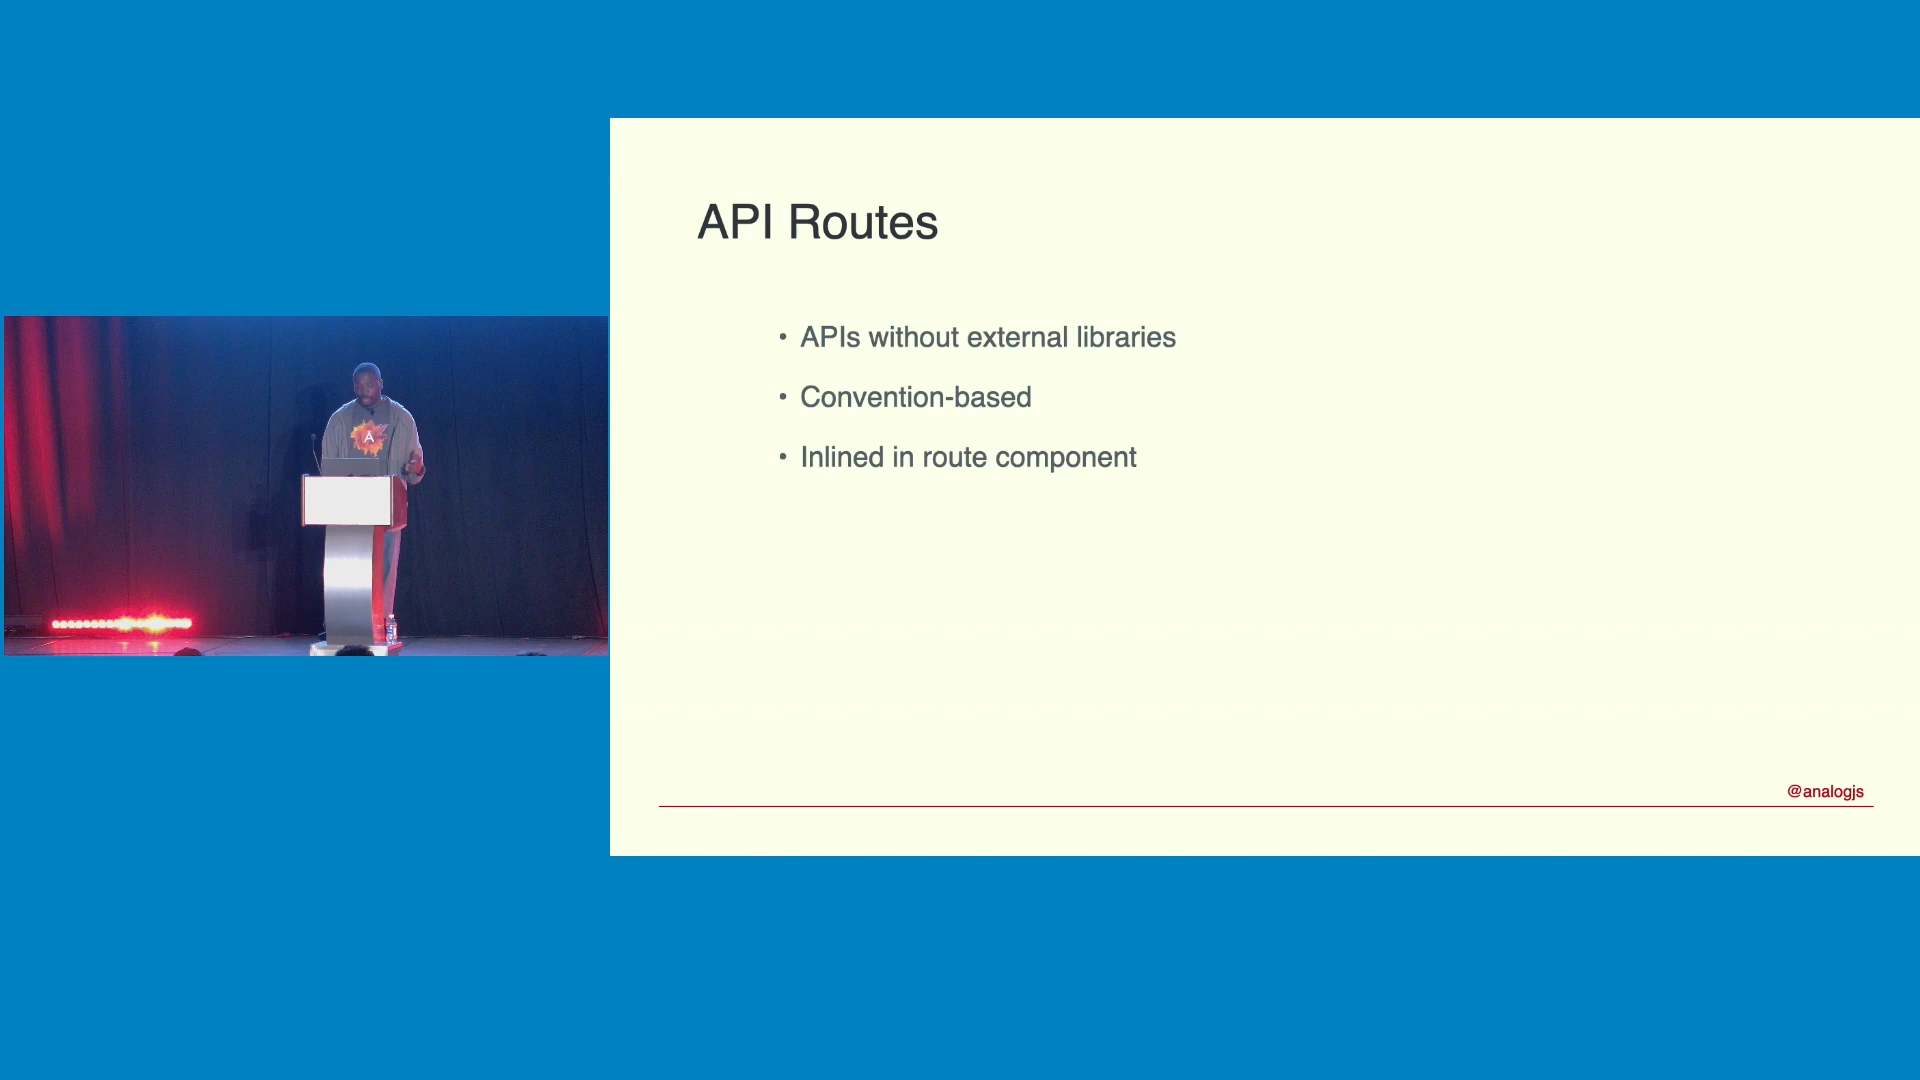 API Routes
• APIs without external libraries
• Convention-based
• Inlined in route component
@analogjs
A